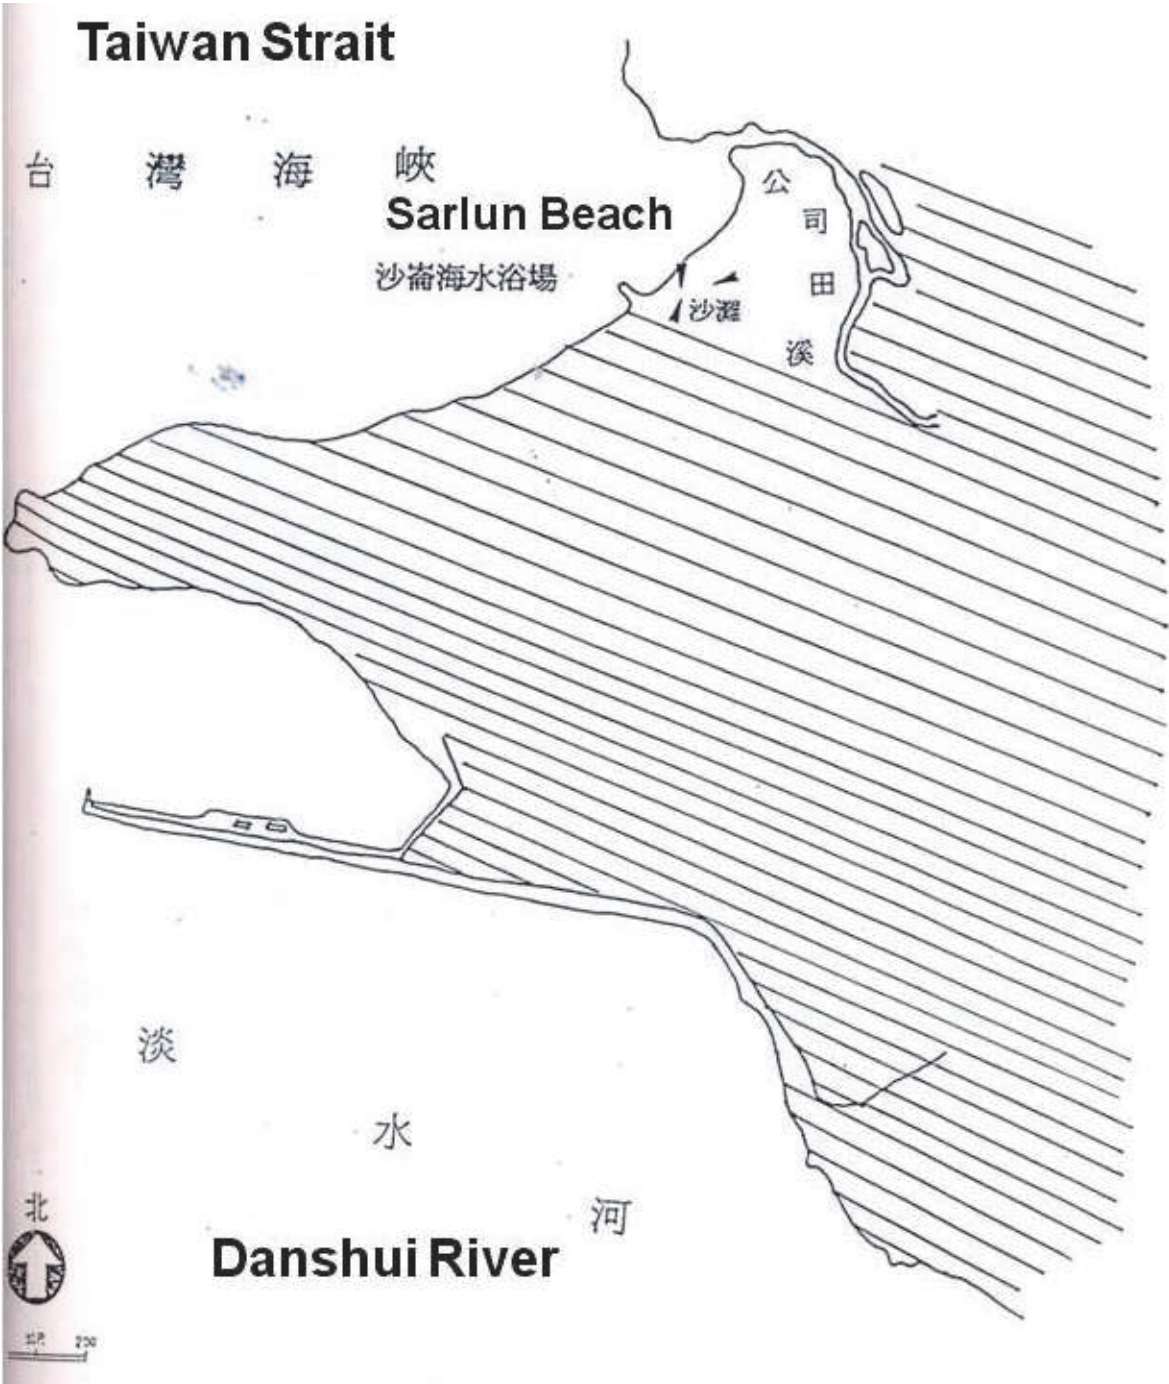 Taiwan Strait
台灣海峽
Sarlun Beach
沙崙海水浴場
公司田溪
沙灘
淡水河
Danshui River
北
200